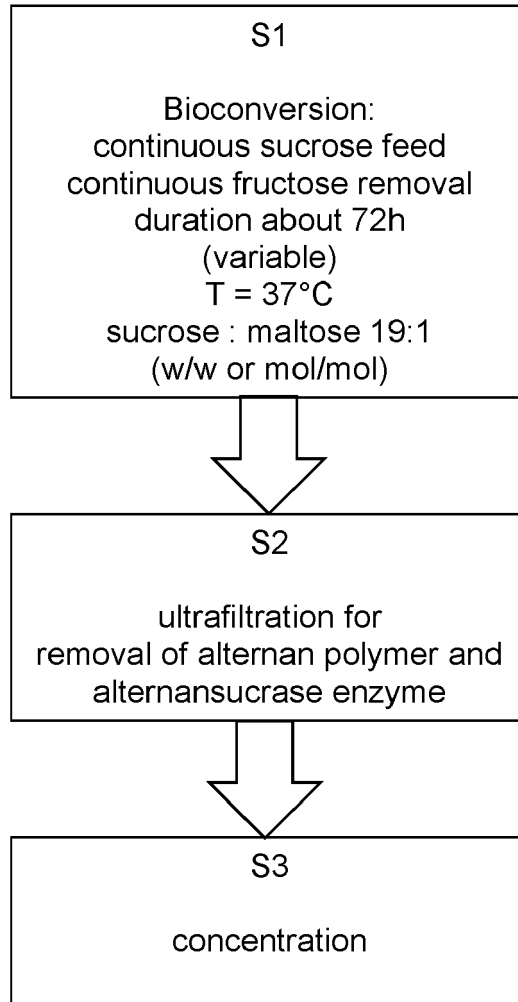 S1
Bioconversion:
continuous sucrose feed
continuous fructose removal
duration about 72h
(variable)
T = 37°C
sucrose : maltose 19:1
(w/w or mol/mol)
S2
ultrafiltration for
removal of alternan polymer and
alternansucrase enzyme
S3
concentration